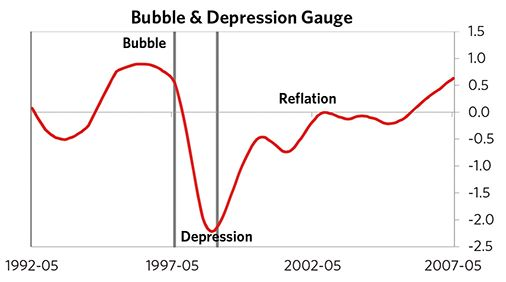 Bubble & Depression Gauge
1.5
Bubble
1.0
0.5
Reflation
0.0
-0.5
-1.0
-1.5
-2.0
Depression
-2.5
1992-05 1997-05 2002-05 2007-05